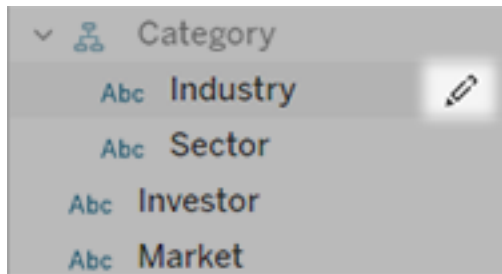 Category
Abc Industry
Abc Sector
Abc Investor
Abc Market